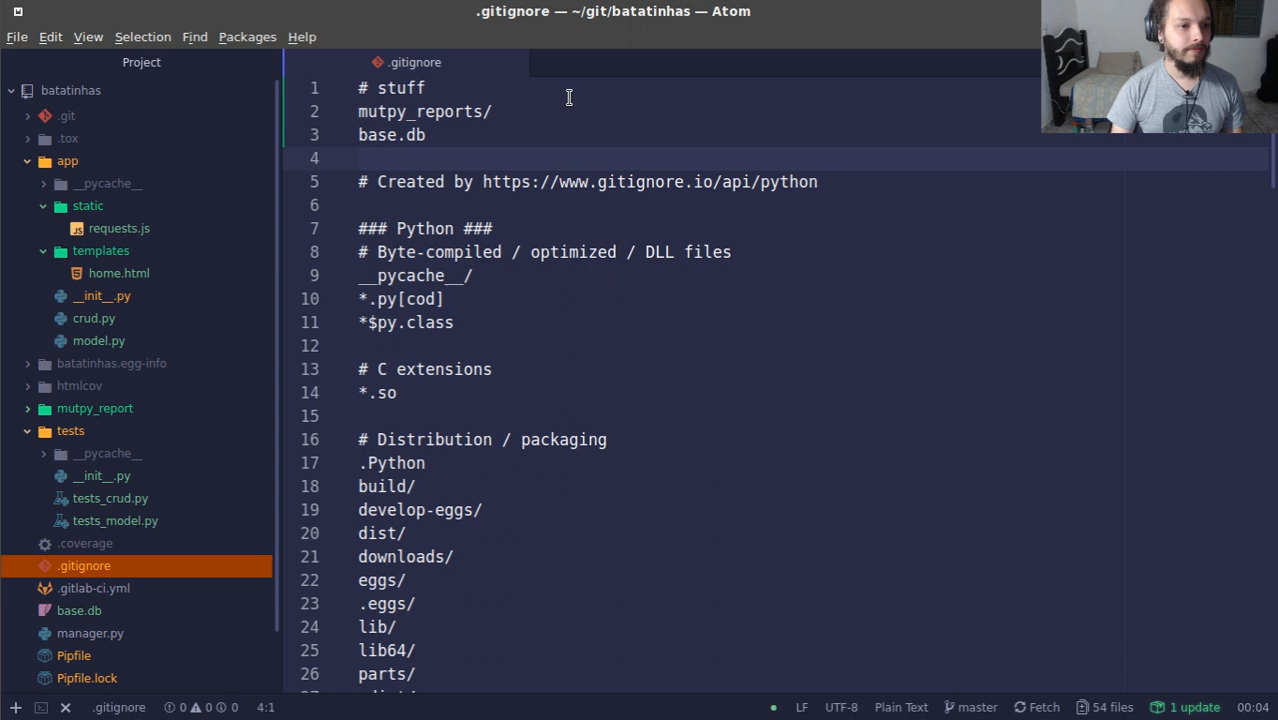 .gitignore — ~/git/batatinhas — Atom
File Edit View Selection Find Packages Help
Project
batatinhas
.git
.tox
app
__pycache__
static
requests.js
templates
home.html
__init__.py
crud.py
model.py
batatinhas.egg-info
htmlcov
mutpy_report
tests
__pycache__
__init__.py
tests_crud.py
tests_model.py
.coverage
.gitignore
.gitlab-ci.yml
base.db
manager.py
Pipfile
Pipfile.lock
.gitignore
1 # stuff
2 mutpy_reports/
3 base.db
4
5 # Created by https://www.gitignore.io/api/python
6
7 ### Python ###
8 # Byte-compiled / optimized / DLL files
9 __pycache__/
10 *.py[cod]
11 *$py.class
12
13 # C extensions
14 *.so
15
16 # Distribution / packaging
17 .Python
18 build/
19 develop-eggs/
20 dist/
21 downloads/
22 eggs/
23 .eggs/
24 lib/
25 lib64/
26 parts/
.gitignore 0 0 0 4:1 LF UTF-8 Plain Text master Fetch 54 files 1 update 00:04